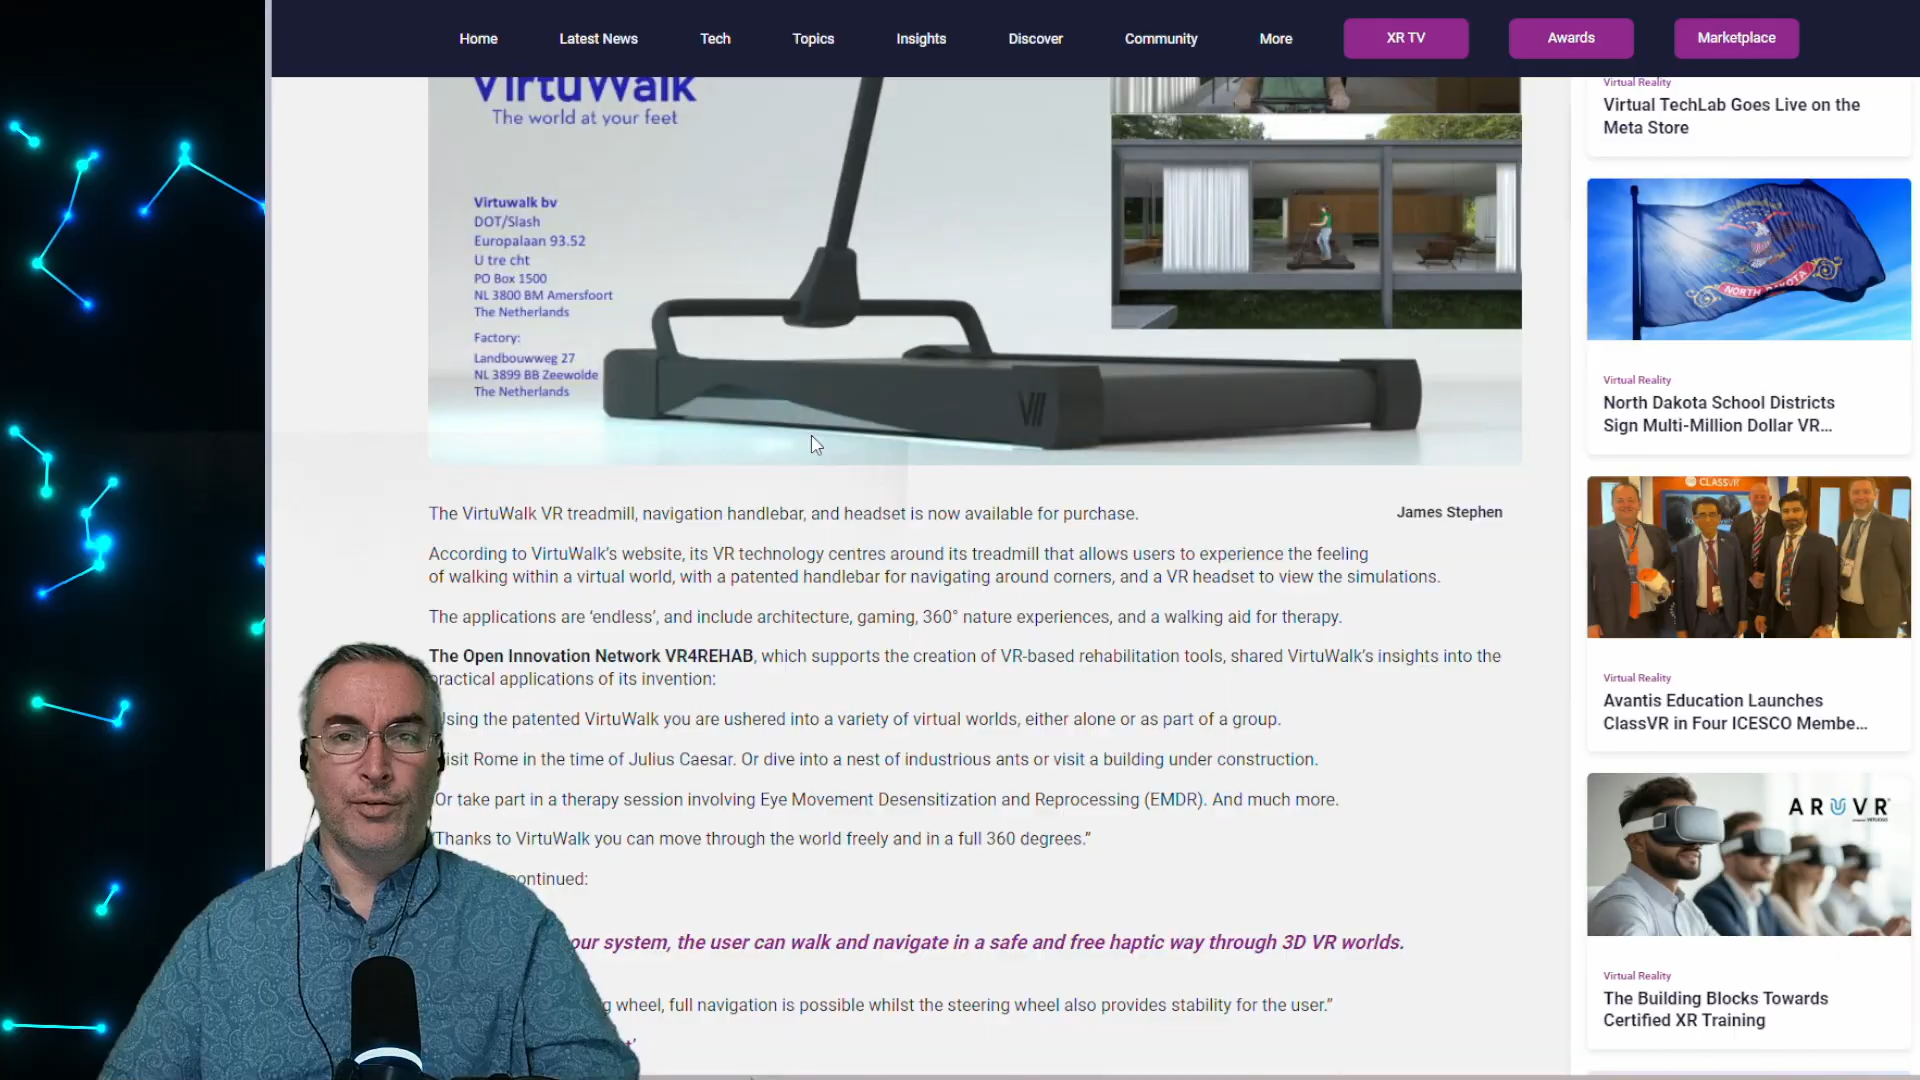 Home Latest News Tech Topics Insights Discover Community More XR TV Awards Marketplace
VirtuWalk
The world at your feet
Virtuwalk bv
DOT/Slash
Europalaan 93.52
U tre cht
PO Box 1500
NL 3800 BM Amersfoort
The Netherlands
Factory:
Landbouwweg 27
NL 3899 BB Zeewolde
The Netherlands
VII
The VirtuWalk VR treadmill, navigation handlebar, and headset is now available for purchase.
James Stephen
According to VirtuWalk’s website, its VR technology centres around its treadmill that allows users to experience the feeling
of walking within a virtual world, with a patented handlebar for navigating around corners, and a VR headset to view the simulations.
The applications are ‘endless’, and include architecture, gaming, 360° nature experiences, and a walking aid for therapy.
The Open Innovation Network VR4REHAB, which supports the creation of VR-based rehabilitation tools, shared VirtuWalk’s insights into the
practical applications of its invention:
Using the patented VirtuWalk you are ushered into a variety of virtual worlds, either alone or as part of a group.
Visit Rome in the time of Julius Caesar. Or dive into a nest of industrious ants or visit a building under construction.
Or take part in a therapy session involving Eye Movement Desensitization and Reprocessing (EMDR). And much more.
“Thanks to VirtuWalk you can move through the world freely and in a full 360 degrees.”
continued:
our system, the user can walk and navigate in a safe and free haptic way through 3D VR worlds.
wheel, full navigation is possible whilst the steering wheel also provides stability for the user.”
Virtual Reality
Virtual TechLab Goes Live on the
Meta Store
NORTH DAKOTA
Virtual Reality
North Dakota School Districts
Sign Multi-Million Dollar VR…
CLASSVR
Virtual Reality
Avantis Education Launches
ClassVR in Four ICESCO Membe…
ARUVR
Virtual Reality
The Building Blocks Towards
Certified XR Training